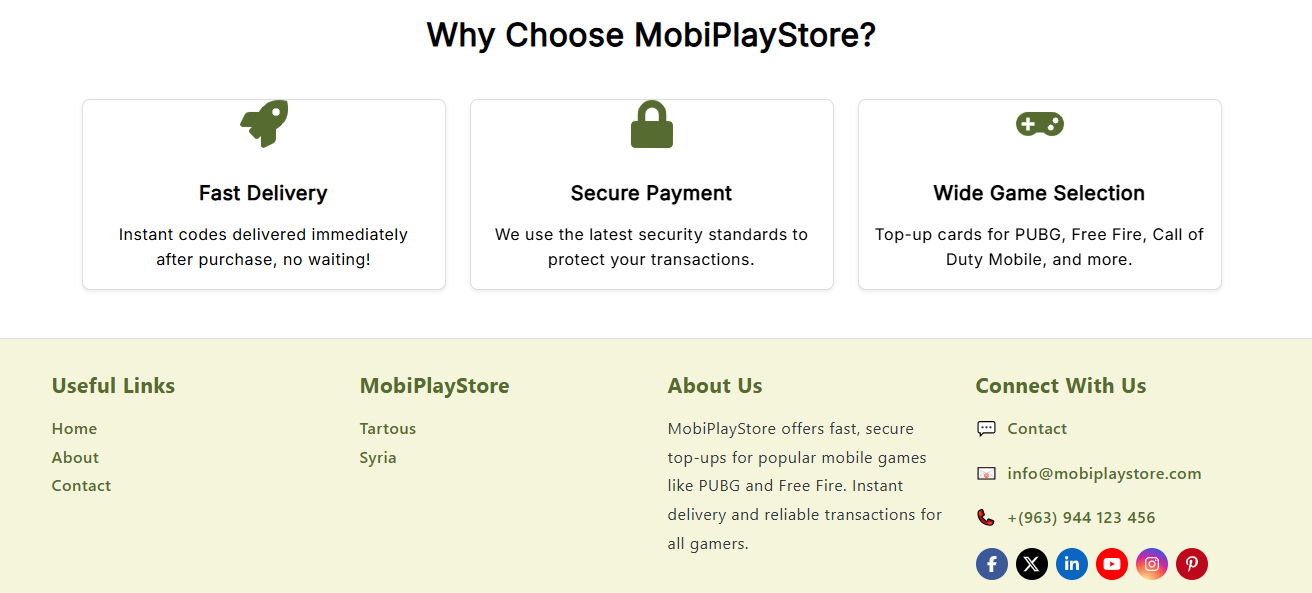 Why Choose MobiPlayStore?
Fast Delivery
Instant codes delivered immediately
after purchase, no waiting!
Secure Payment
We use the latest security standards to
protect your transactions.
Wide Game Selection
Top-up cards for PUBG, Free Fire, Call of
Duty Mobile, and more.
Useful Links
Home
About
Contact
MobiPlayStore
Tartous
Syria
About Us
MobiPlayStore offers fast, secure
top-ups for popular mobile games
like PUBG and Free Fire. Instant
delivery and reliable transactions for
all gamers.
Connect With Us
Contact
info@mobiplaystore.com
+(963) 944 123 456